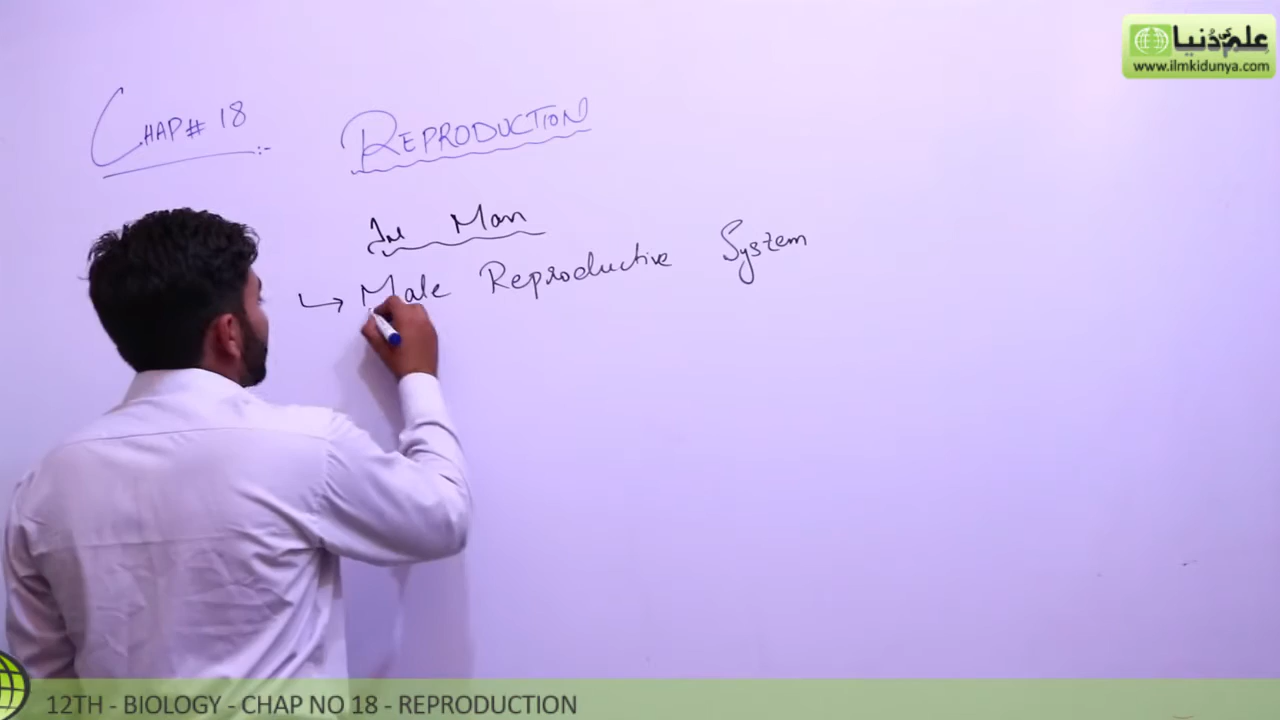 علم کی دنیا
www.ilmkidunya.com
CHAP# 18 :-
REPRODUCTION
In Man
↳ Male Reproductive System
12TH - BIOLOGY - CHAP NO 18 - REPRODUCTION